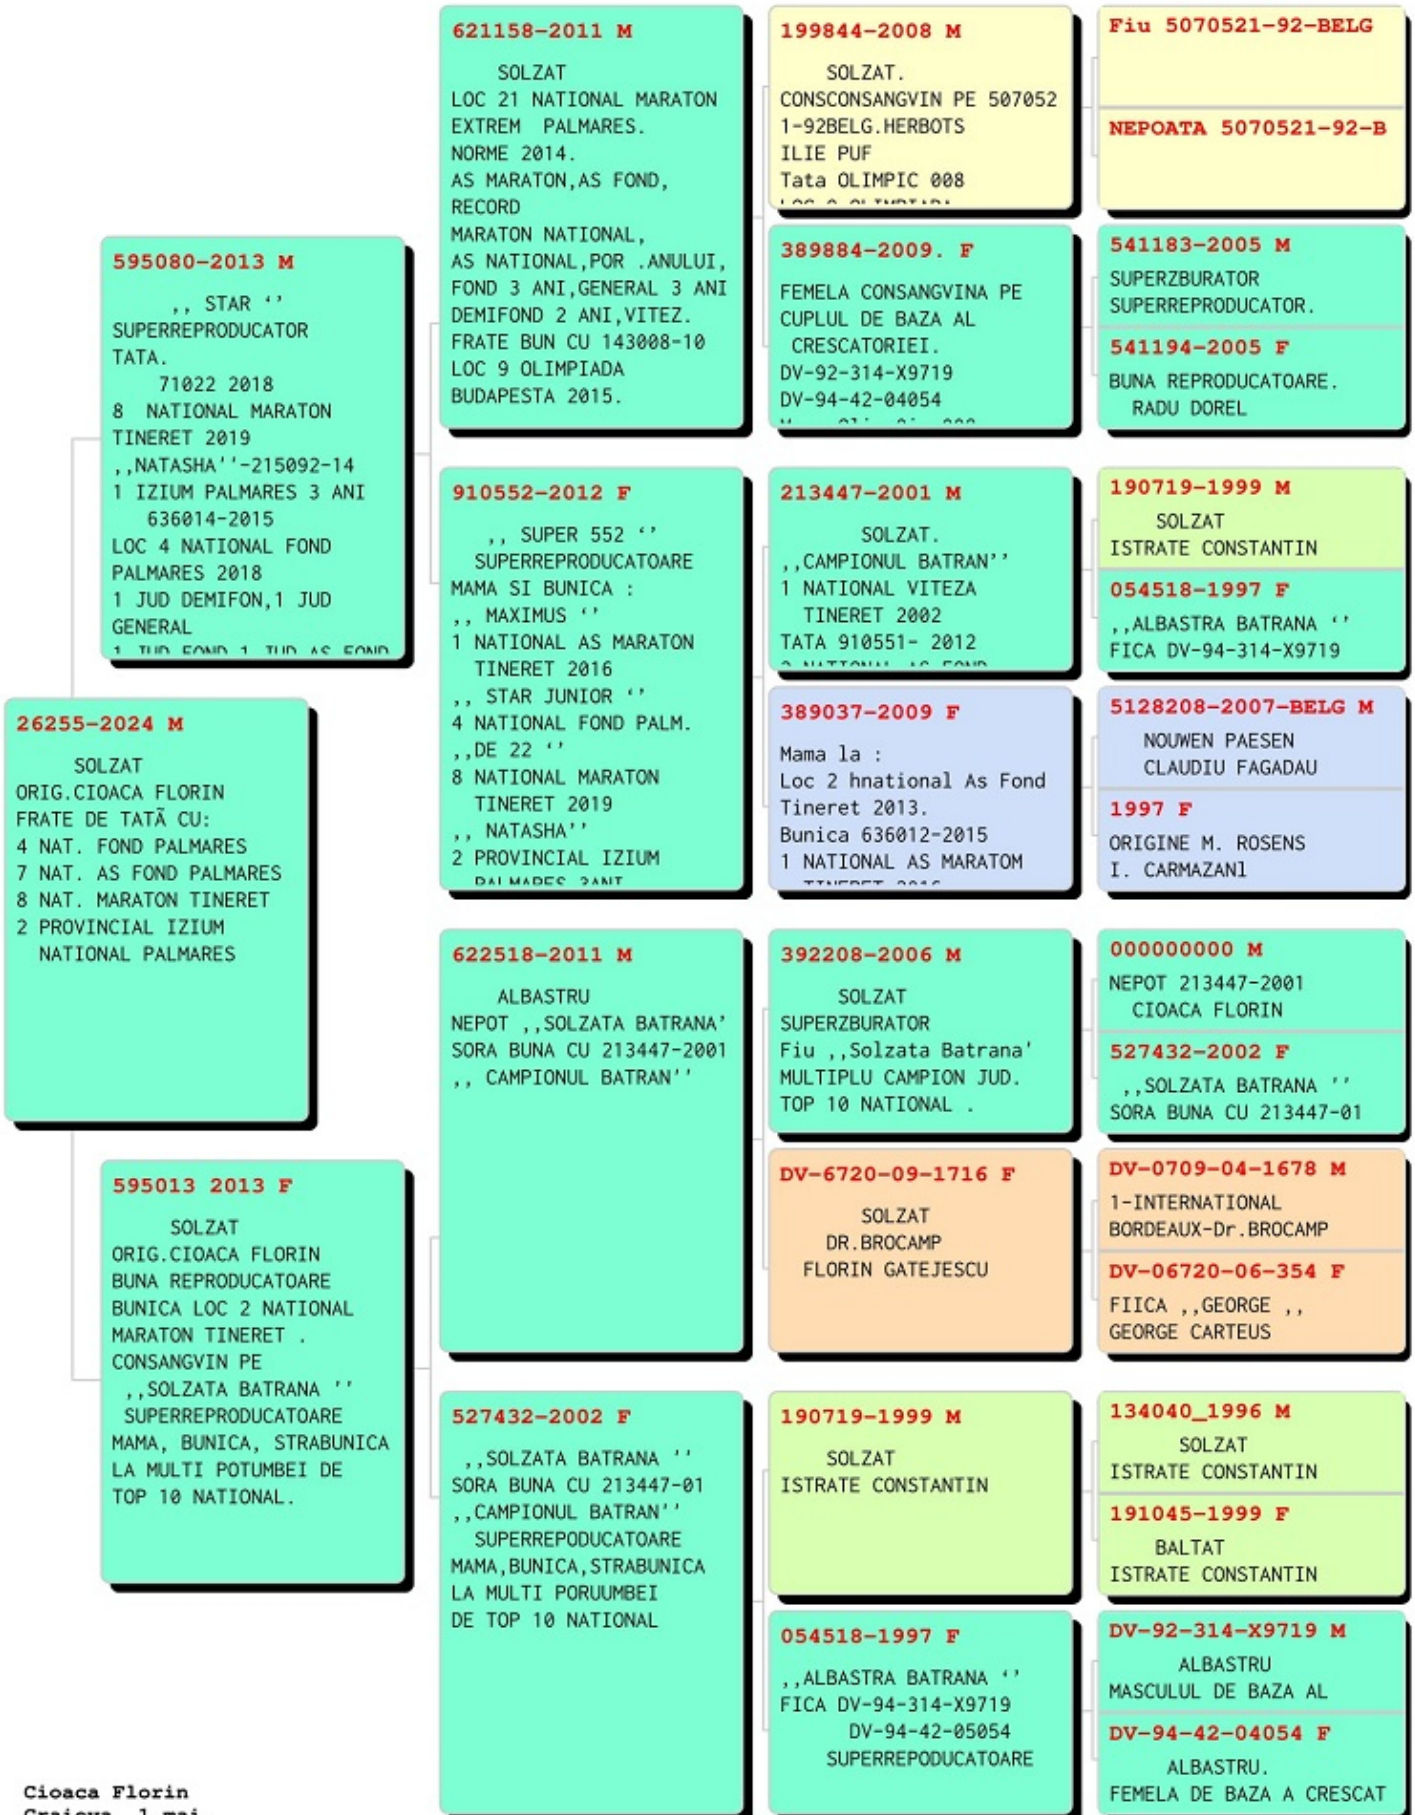 621158-2011 M
SOLZAT
LOC 21 NATIONAL MARATON
EXTREM PALMARES.
NORME 2014.
AS MARATON,AS FOND,
RECORD
MARATON NATIONAL,
AS NATIONAL,POR .ANULUI,
FOND 3 ANI,GENERAL 3 ANI
DEMIFOND 2 ANI,VITEZ.
FRATE BUN CU 143008-10
LOC 9 OLIMPIADA
BUDAPESTA 2015.
199844-2008 M
SOLZAT.
CONSCONSANGVIN PE 507052
1-92BELG.HERBOTS
ILIE PUF
Tata OLIMPIC 008
Fiu 5070521-92-BELG
NEPOATA 5070521-92-B
389884-2009. F
FEMELA CONSANGVINA PE
CUPLUL DE BAZA AL
CRESCATORIEI.
DV-92-314-X9719
DV-94-42-04054
541183-2005 M
SUPERZBURATOR
SUPERREPRODUCATOR.
541194-2005 F
BUNA REPRODUCATOARE.
RADU DOREL
595080-2013 M
,, STAR ‘’
SUPERREPRODUCATOR
TATA.
71022 2018
8 NATIONAL MARATON
TINERET 2019
,,NATASHA’’-215092-14
1 IZIUM PALMARES 3 ANI
636014-2015
LOC 4 NATIONAL FOND
PALMARES 2018
1 JUD DEMIFON,1 JUD
GENERAL
1 JUD FOND 1 JUD AS FOND
910552-2012 F
,, SUPER 552 ‘’
SUPERREPRODUCATOARE
MAMA SI BUNICA :
,, MAXIMUS ‘’
1 NATIONAL AS MARATON
TINERET 2016
,, STAR JUNIOR ‘’
4 NATIONAL FOND PALM.
,,DE 22 ‘’
8 NATIONAL MARATON
TINERET 2019
,, NATASHA’’
2 PROVINCIAL IZIUM
PALMARES 3ANI
213447-2001 M
SOLZAT.
,,CAMPIONUL BATRAN’’
1 NATIONAL VITEZA
TINERET 2002
TATA 910551- 2012
190719-1999 M
SOLZAT
ISTRATE CONSTANTIN
054518-1997 F
,,ALBASTRA BATRANA ‘’
FICA DV-94-314-X9719
389037-2009 F
Mama la :
Loc 2 hnational As Fond
Tineret 2013.
Bunica 636012-2015
1 NATIONAL AS MARATOM
TINERET 2016
5128208-2007-BELG M
NOUWEN PAESEN
CLAUDIU FAGADAU
1997 F
ORIGINE M. ROSENS
I. CARMAZANl
26255-2024 M
SOLZAT
ORIG.CIOACA FLORIN
FRATE DE TATÃ CU:
4 NAT. FOND PALMARES
7 NAT. AS FOND PALMARES
8 NAT. MARATON TINERET
2 PROVINCIAL IZIUM
NATIONAL PALMARES
622518-2011 M
ALBASTRU
NEPOT ,,SOLZATA BATRANA'
SORA BUNA CU 213447-2001
,, CAMPIONUL BATRAN’’
392208-2006 M
SOLZAT
SUPERZBURATOR
Fiu ,,Solzata Batrana'
MULTIPLU CAMPION JUD.
TOP 10 NATIONAL .
000000000 M
NEPOT 213447-2001
CIOACA FLORIN
527432-2002 F
,,SOLZATA BATRANA ’’
SORA BUNA CU 213447-01
DV-6720-09-1716 F
SOLZAT
DR.BROCAMP
FLORIN GATEJESCU
DV-0709-04-1678 M
1-INTERNATIONAL
BORDEAUX-Dr.BROCAMP
DV-06720-06-354 F
FIICA ,,GEORGE ,,
GEORGE CARTEUS
595013 2013 F
SOLZAT
ORIG.CIOACA FLORIN
BUNA REPRODUCATOARE
BUNICA LOC 2 NATIONAL
MARATON TINERET .
CONSANGVIN PE
,,SOLZATA BATRANA ’’
SUPERREPRODUCATOARE
MAMA, BUNICA, STRABUNICA
LA MULTI POTUMBEI DE
TOP 10 NATIONAL.
527432-2002 F
,,SOLZATA BATRANA ’’
SORA BUNA CU 213447-01
,,CAMPIONUL BATRAN’’
SUPERREPODUCATOARE
MAMA,BUNICA,STRABUNICA
LA MULTI PORUUMBEI
DE TOP 10 NATIONAL
190719-1999 M
SOLZAT
ISTRATE CONSTANTIN
134040_1996 M
SOLZAT
ISTRATE CONSTANTIN
191045-1999 F
BALTAT
ISTRATE CONSTANTIN
054518-1997 F
,,ALBASTRA BATRANA ‘’
FICA DV-94-314-X9719
DV-94-42-05054
SUPERREPODUCATOARE
DV-92-314-X9719 M
ALBASTRU
MASCULUL DE BAZA AL
DV-94-42-04054 F
ALBASTRU.
FEMELA DE BAZA A CRESCAT
Cioaca Florin
Craiova, 1 mai